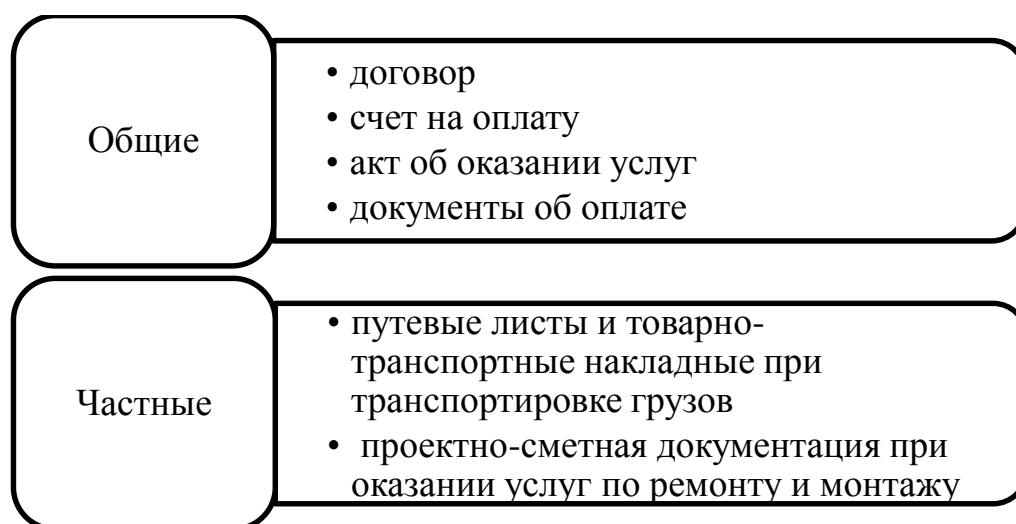 Общие
• договор
• счет на оплату
• акт об оказании услуг
• документы об оплате
Частные
• путевые листы и товарно-
транспортные накладные при
транспортировке грузов
• проектно-сметная документация при
оказании услуг по ремонту и монтажу